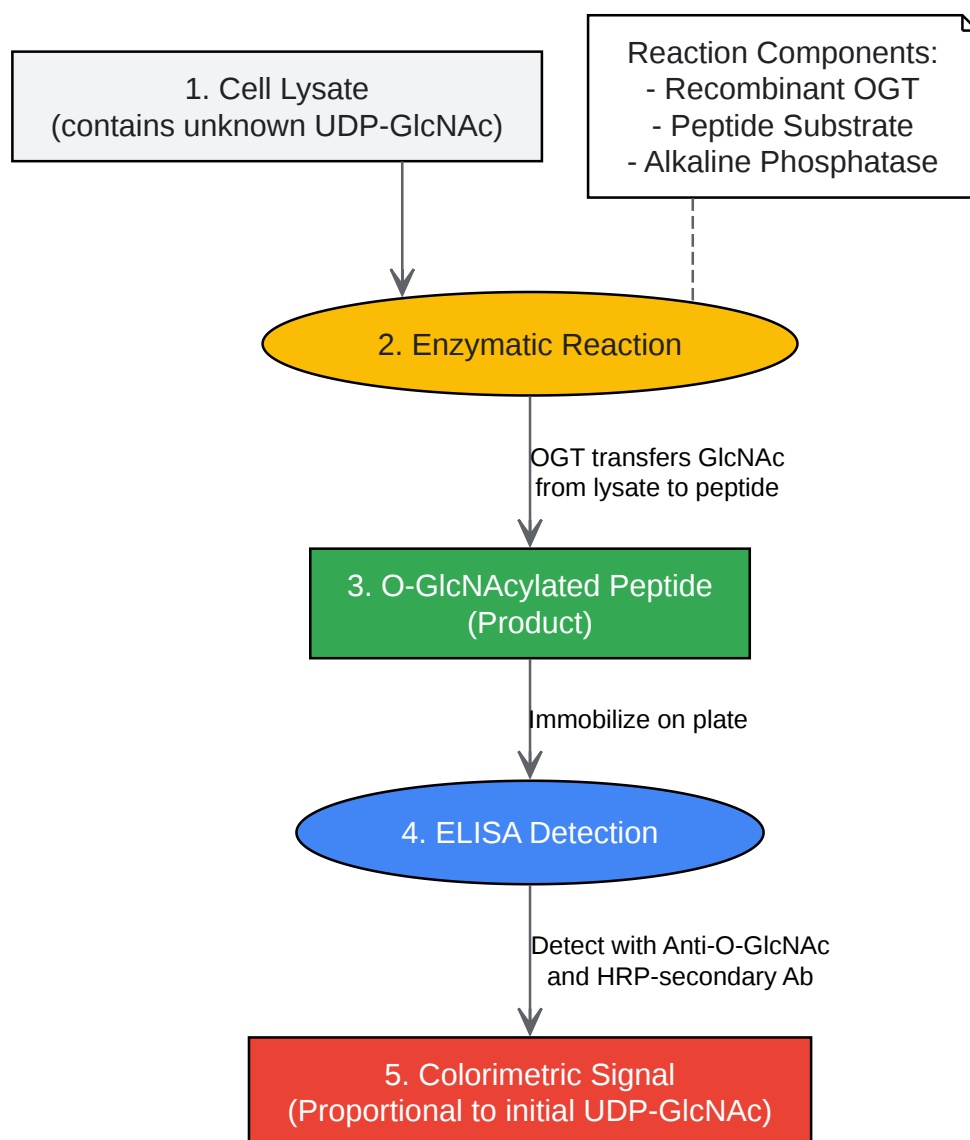 1. Cell Lysate
(contains unknown UDP-GlcNAc)
Reaction Components:
- Recombinant OGT
- Peptide Substrate
- Alkaline Phosphatase
2. Enzymatic Reaction
OGT transfers GlcNAc
from lysate to peptide
3. O-GlcNAcylated Peptide
(Product)
Immobilize on plate
4. ELISA Detection
Detect with Anti-O-GlcNAc
and HRP-secondary Ab
5. Colorimetric Signal
(Proportional to initial UDP-GlcNAc)